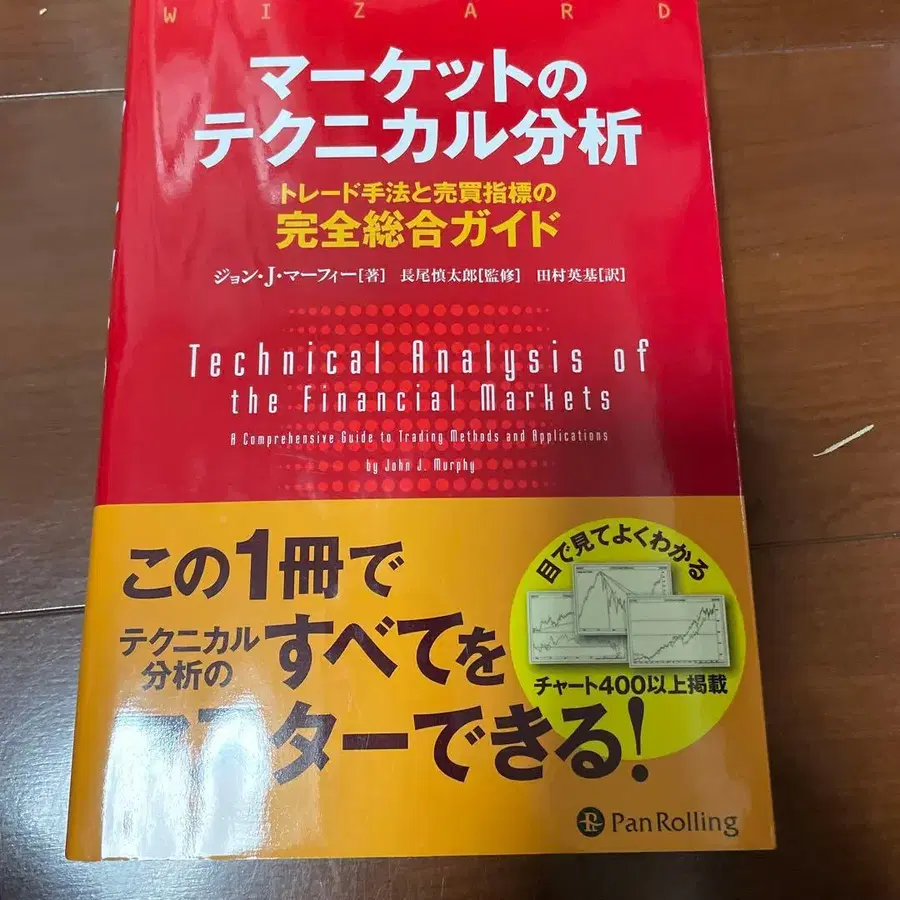 WIZARD
マーケットの
テクニカル分析
トレード手法と売買指標の
完全総合ガイド
ジョン・J・マーフィー[著] 長尾慎太郎[監修] 田村英基[訳]
Technical Analysis of
the Financial Markets
A Comprehensive Guide to Trading Methods and Applications
by John J. Murphy
この1冊で
テクニカル
分析の
すべてを
マスターできる!
目で見てよくわかる
チャート400以上掲載
PanRolling